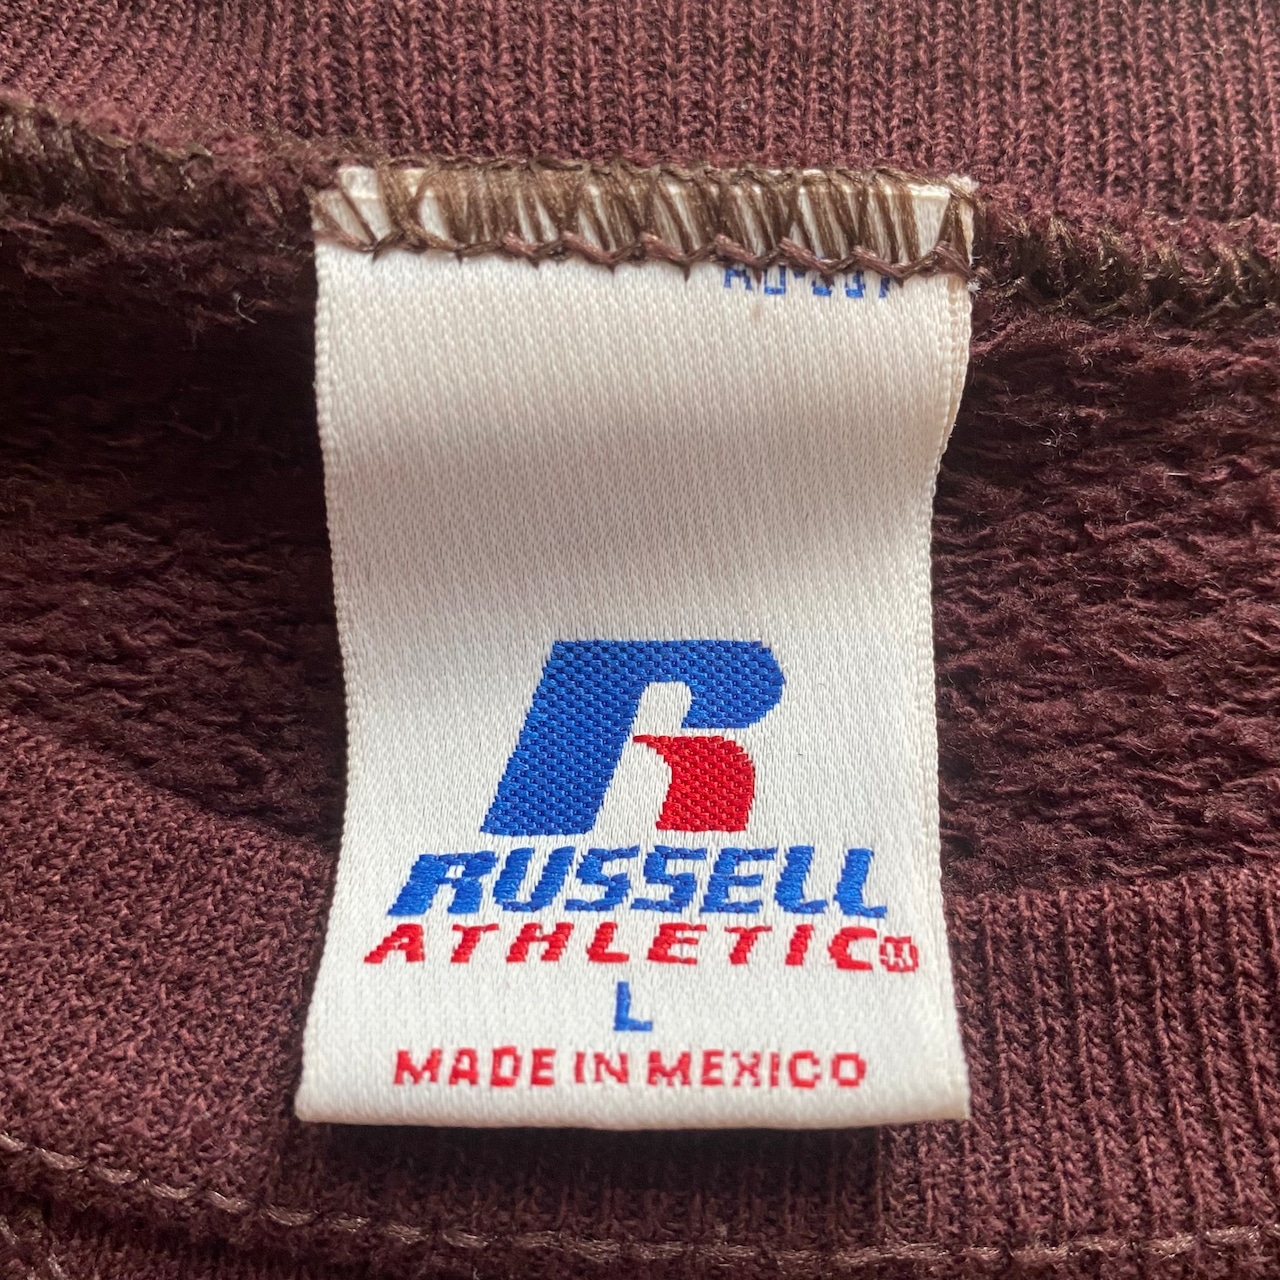 RUSSELL
ATHLETIC®
L
MADE IN MEXICO